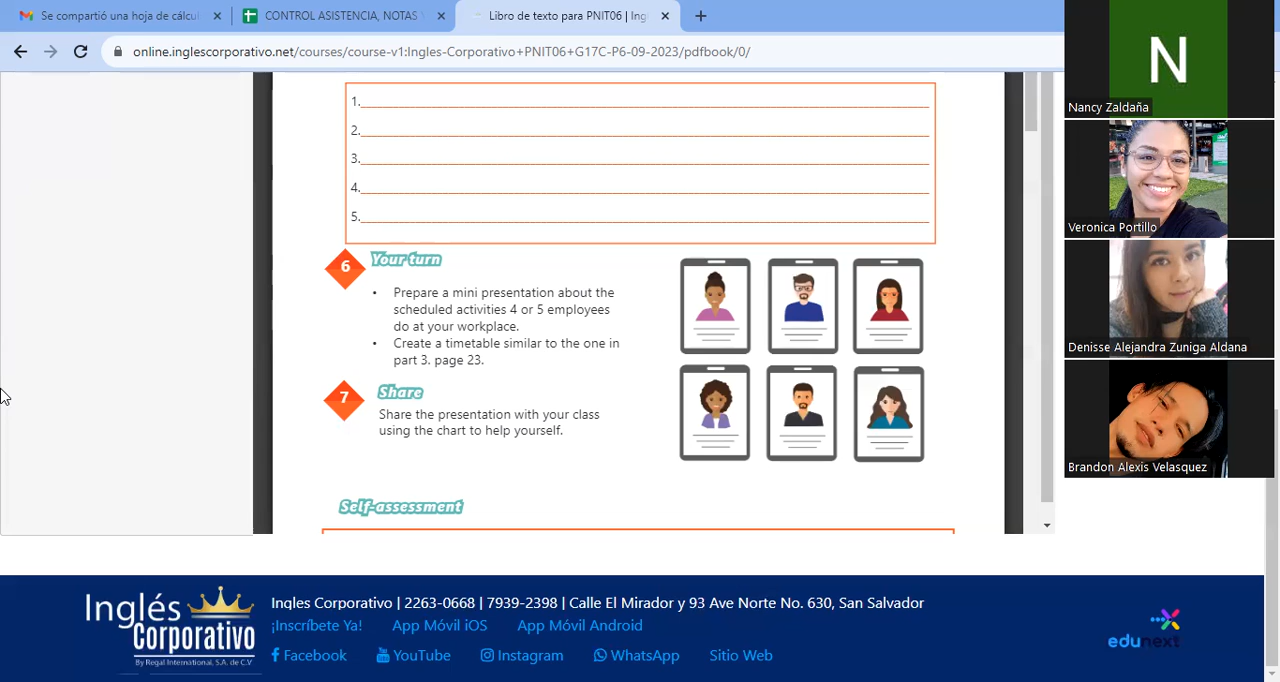 Se compartió una hoja de cálcul
CONTROL ASISTENCIA, NOTAS Y
Libro de texto para PNIT06 | Ing
online.inglescorporativo.net/courses/course-v1:Ingles-Corporativo+PNIT06+G17C-P6-09-2023/pdfbook/0/
N
Nancy Zaldaña
Veronica Portillo
Denisse Alejandra Zuniga Aldana
Brandon Alexis Velasquez
1.
2.
3.
4.
5.
6 Your turn
• Prepare a mini presentation about the
scheduled activities 4 or 5 employees
do at your workplace.
• Create a timetable similar to the one in
part 3, page 23.
7 Share
Share the presentation with your class
using the chart to help yourself.
Self-assessment
Inglés
Corporativo
By Regal International, S.A. de C.V
Ingles Corporativo | 2263-0668 | 7939-2398 | Calle El Mirador y 93 Ave Norte No. 630, San Salvador
¡Inscríbete Ya! App Móvil iOS App Móvil Android
Facebook YouTube Instagram WhatsApp Sitio Web
edunext